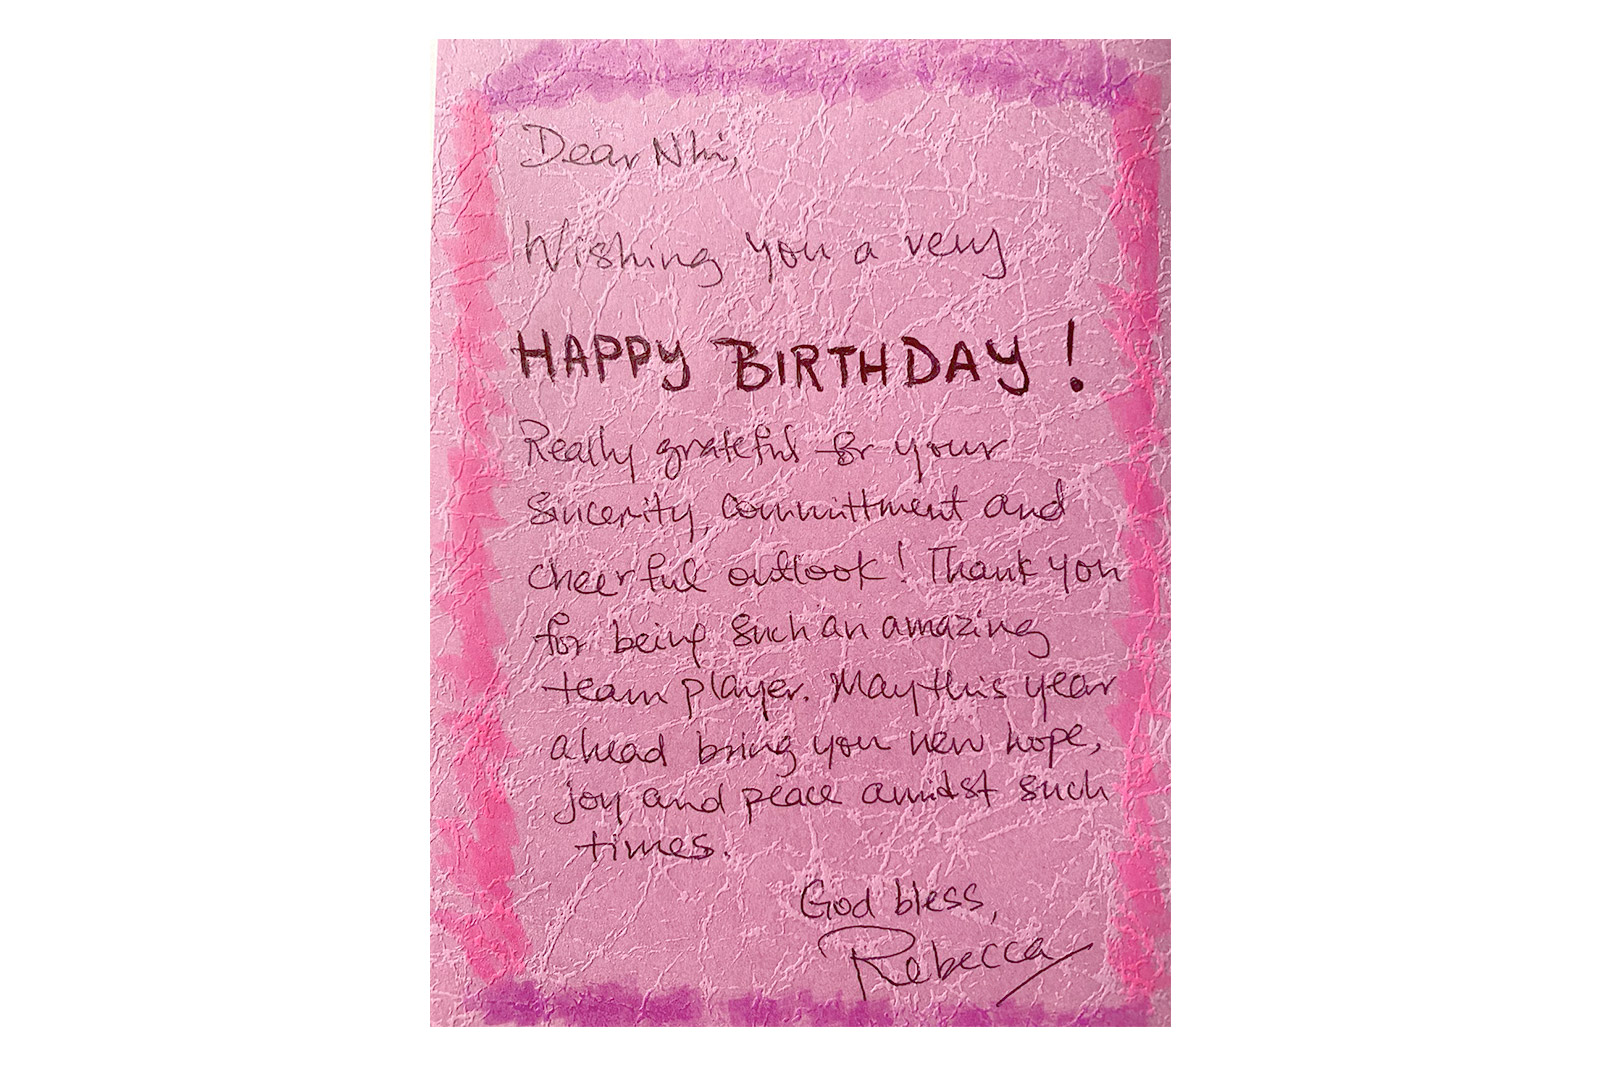 Dear Nhi,
Wishing you a very
HAPPY BIRTHDAY!
Really grateful for your
sincerity, committment and
cheerful outlook! Thank you
for being such an amazing
team player. May this year
ahead bring you new hope,
joy and peace amidst such
times.
God bless,
Rebecca